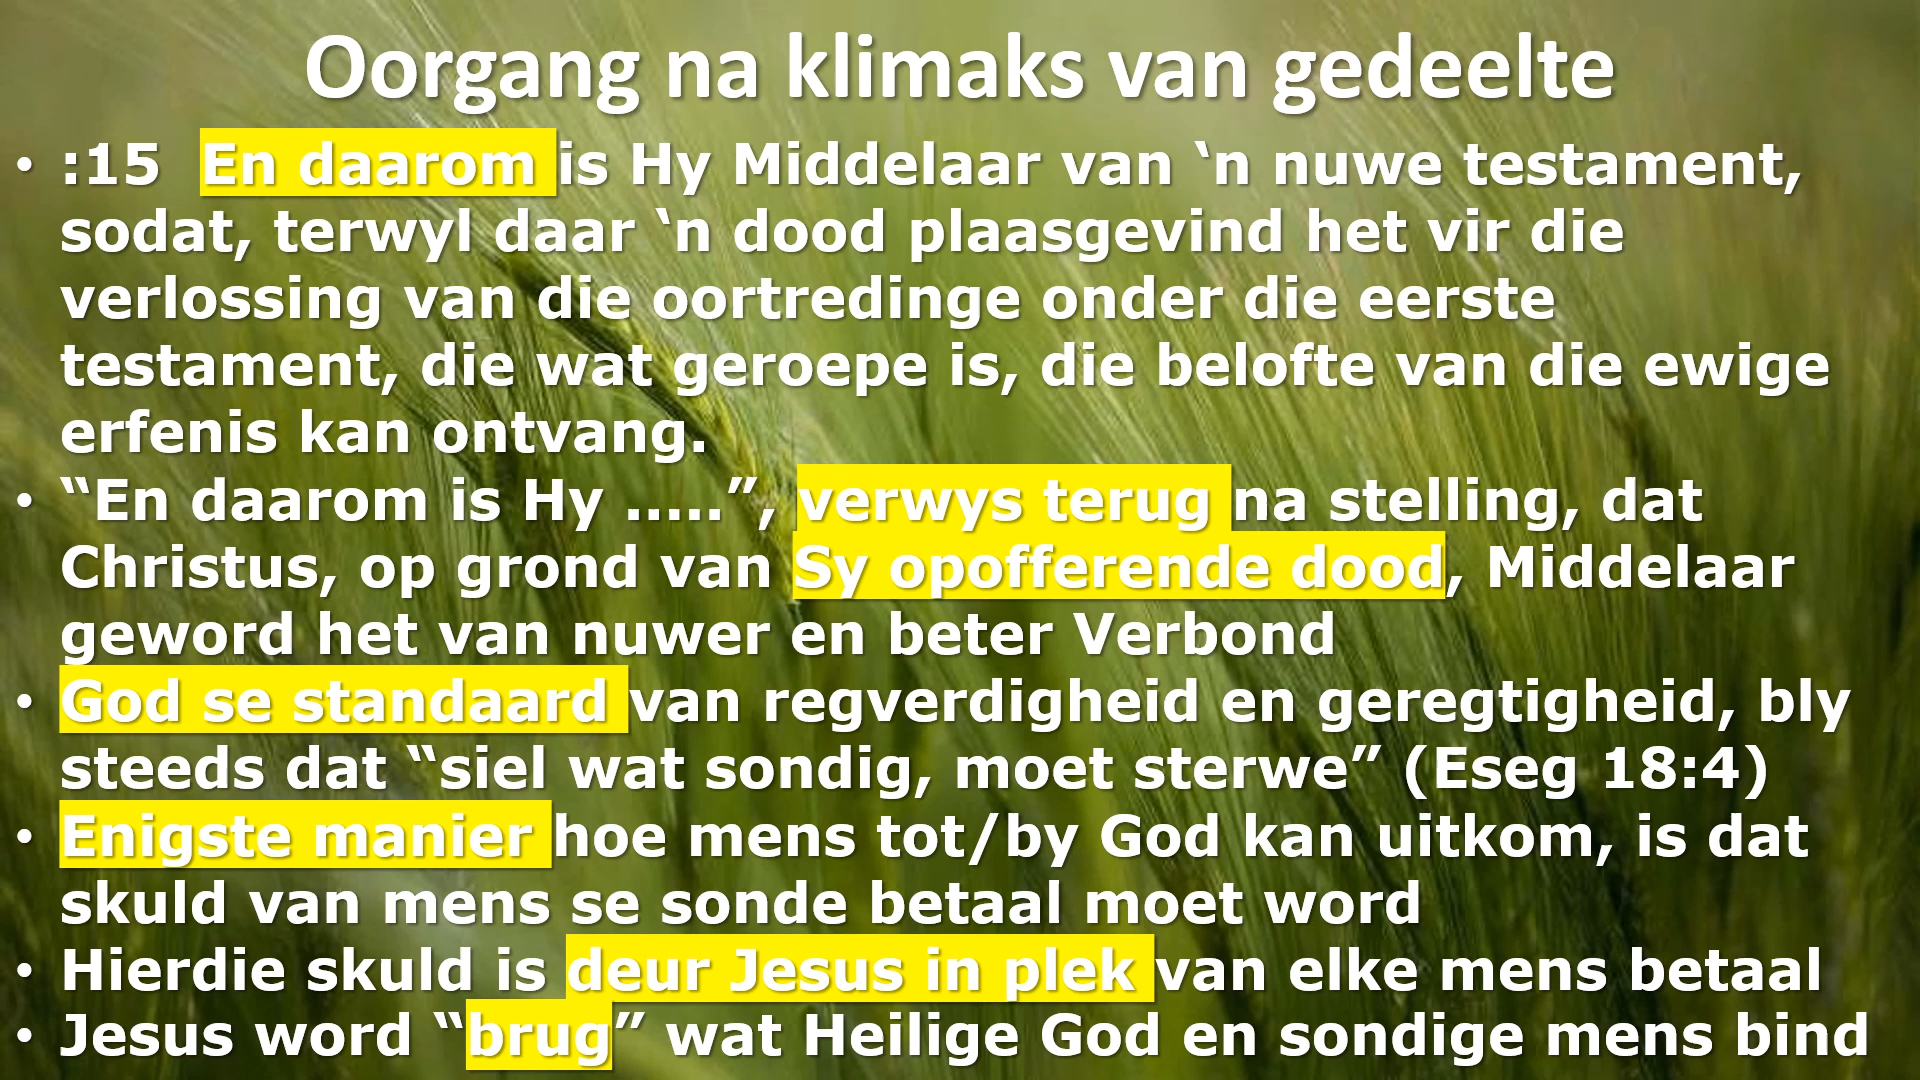 Oorgang na klimaks van gedeelte
• :15 En daarom is Hy Middelaar van ‘n nuwe testament,
sodat, terwyl daar ‘n dood plaasgevind het vir die
verlossing van die oortredinge onder die eerste
testament, die wat geroepe is, die belofte van die ewige
erfenis kan ontvang.
• “En daarom is Hy …..”, verwys terug na stelling, dat
Christus, op grond van Sy opofferende dood, Middelaar
geword het van nuwer en beter Verbond
• God se standaard van regverdigheid en geregtigheid, bly
steeds dat “siel wat sondig, moet sterwe” (Eseg 18:4)
• Enigste manier hoe mens tot/by God kan uitkom, is dat
skuld van mens se sonde betaal moet word
• Hierdie skuld is deur Jesus in plek van elke mens betaal
• Jesus word “brug” wat Heilige God en sondige mens bind